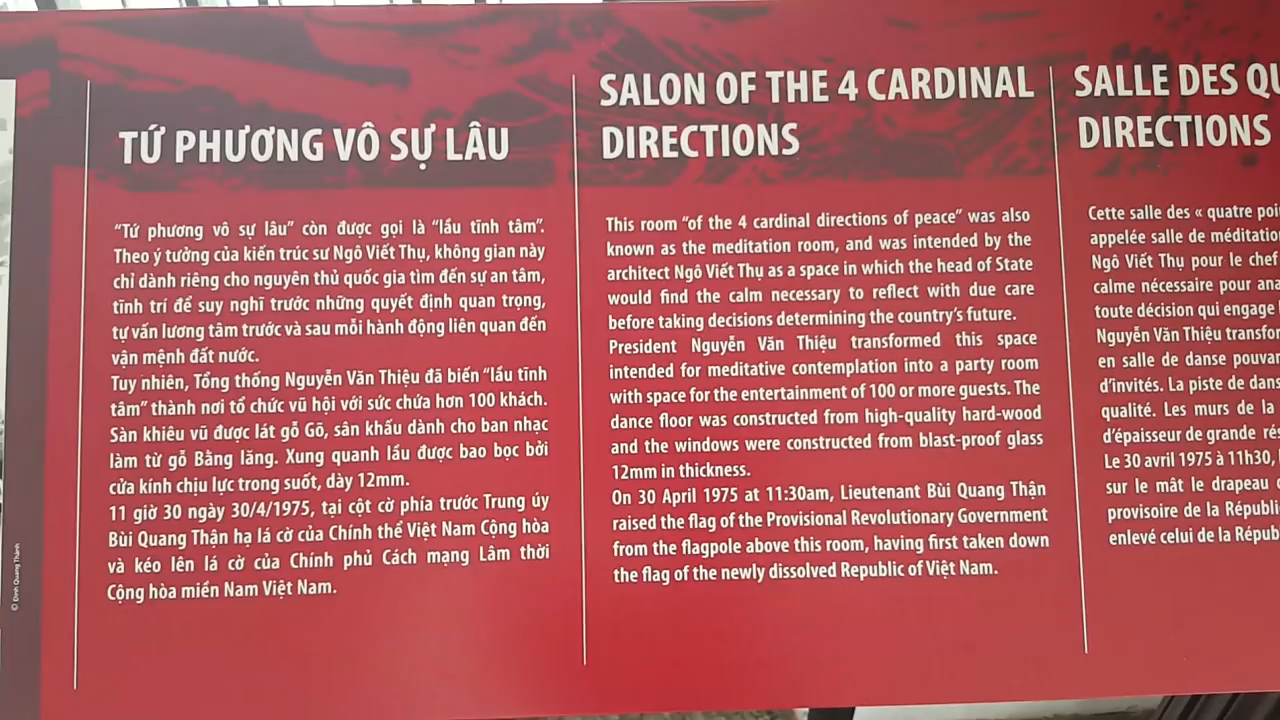 TỨ PHƯƠNG VÔ SỰ LÂU
“Tứ phương vô sự lâu” còn được gọi là “lầu tĩnh tâm”.
Theo ý tưởng của kiến trúc sư Ngô Viết Thụ, không gian này
chỉ dành riêng cho nguyên thủ quốc gia tìm đến sự an tâm,
tĩnh trí để suy nghĩ trước những quyết định quan trọng,
tự vấn lương tâm trước và sau mỗi hành động liên quan đến
vận mệnh đất nước.
Tuy nhiên, Tổng thống Nguyễn Văn Thiệu đã biến “lầu tĩnh
tâm” thành nơi tổ chức vũ hội với sức chứa hơn 100 khách.
Sàn khiêu vũ được lát gỗ Gõ, sân khấu dành cho ban nhạc
làm từ gỗ Bằng lăng. Xung quanh lầu được bao bọc bởi
cửa kính chịu lực trong suốt, dày 12mm.
11 giờ 30 ngày 30/4/1975, tại cột cờ phía trước Trung úy
Bùi Quang Thận hạ lá cờ của Chính thể Việt Nam Cộng hòa
và kéo lên lá cờ của Chính phủ Cách mạng Lâm thời
Cộng hòa miền Nam Việt Nam.
SALON OF THE 4 CARDINAL
DIRECTIONS
This room “of the 4 cardinal directions of peace” was also
known as the meditation room, and was intended by the
architect Ngô Viết Thụ as a space in which the head of State
would find the calm necessary to reflect with due care
before taking decisions determining the country’s future.
President Nguyễn Văn Thiệu transformed this space
intended for meditative contemplation into a party room
with space for the entertainment of 100 or more guests. The
dance floor was constructed from high-quality hard-wood
and the windows were constructed from blast-proof glass
12mm in thickness.
On 30 April 1975 at 11:30am, Lieutenant Bùi Quang Thận
raised the flag of the Provisional Revolutionary Government
from the flagpole above this room, having first taken down
the flag of the newly dissolved Republic of Việt Nam.
SALLE DES QU
DIRECTIONS
Cette salle des « quatre poi
appelée salle de méditatio
Ngô Viết Thụ pour le chef
calme nécessaire pour ana
toute décision qui engage
Nguyễn Văn Thiệu transfor
en salle de danse pouvan
d’invités. La piste de dans
qualité. Les murs de la
d’épaisseur de grande rés
Le 30 avril 1975 à 11h30,
sur le mât le drapeau
provisoire de la Républi
enlevé celui de la Répub
© Đinh Quang Thành